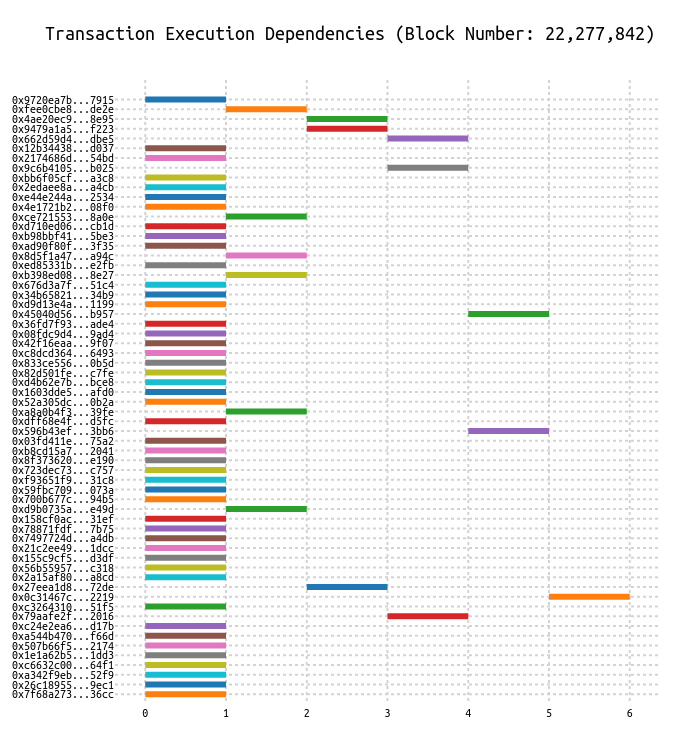 Transaction Execution Dependencies (Block Number: 22,277,842)
0x9720ea7b...7915
0xfee0cbe8...de2e
0x4ae20ec9...8e95
0x9479a1a5...f223
0x662d59d4...dbe5
0x12b34438...d037
0x2174686d...54bd
0x9c6b4105...b025
0xbb6f05cf...a3c8
0x2edaee8a...a4cb
0xe44e244a...2534
0x4e1721b2...08f0
0xce721553...8a0e
0xd710ed06...cb1d
0xb98bbf41...5be3
0xad90f80f...3f35
0x8d5f1a47...a94c
0xed85331b...e2fb
0xb398ed08...8e27
0x676d3a7f...51c4
0x34b65821...34b9
0xd9d13e4a...1199
0x45040d56...b957
0x36fd7f93...ade4
0x08fdc9d4...9ad4
0x42f16eaa...9f07
0xc8dcd364...6493
0x833ce556...0b5d
0x82d501fe...c7fe
0xd4b62e7b...bce8
0x1603dde5...afd0
0x52a305dc...0b2a
0xa8a0b4f3...39fe
0xdff68e4f...d5fc
0x596b43ef...3bb6
0x03fd411e...75a2
0xb8cd15a7...2041
0x8f373620...e190
0x723dec73...c757
0xf93651f9...31c8
0x59fbc709...073a
0x700b677c...94b5
0xd9b0735a...e49d
0x158cf0ac...31ef
0x78871fdf...7b75
0x7497724d...a4db
0x21c2ee49...1dcc
0x155c9cf5...d3df
0x56b55957...c318
0x2a15af80...a8cd
0x27eea1d8...72de
0x0c31467c...2219
0xc3264310...51f5
0x79aafe2f...2016
0xc24e2ea6...d17b
0xa544b470...f66d
0x507b66f5...2174
0x1e1a62b5...1dd3
0xc6632c00...64f1
0xa342f9eb...52f9
0x26c18955...9ec1
0x7f68a273...36cc
0 1 2 3 4 5 6